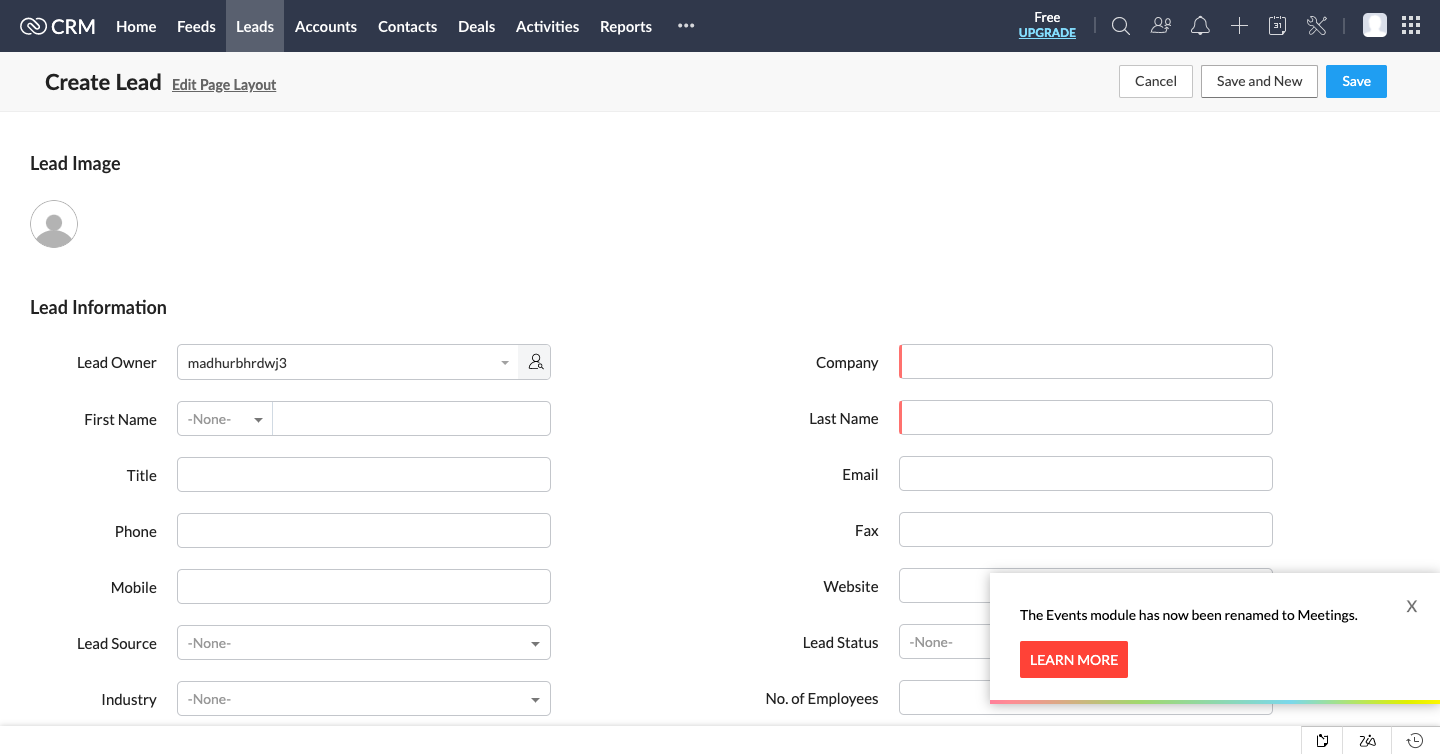 CRM Home Feeds Leads Accounts Contacts Deals Activities Reports ••• Free
UPGRADE 31
Create Lead Edit Page Layout Cancel Save and New Save
Lead Image
Lead Information
Lead Owner madhurbhrdwj3 Company
First Name -None- Last Name
Title Email
Phone Fax
Mobile Website
The Events module has now been renamed to Meetings. X
Lead Source -None- Lead Status -None-
LEARN MORE
Industry -None- No. of Employees